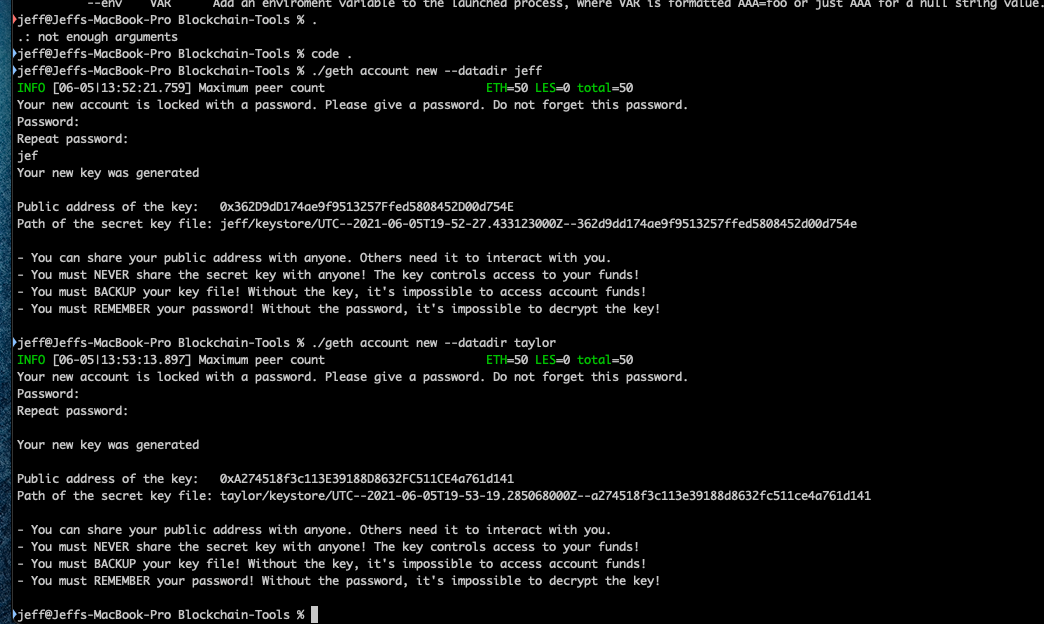 --env VAR Add an enviroment variable to the launched process, where VAR is formatted AAA=foo or just AAA for a null string value.
jeff@Jeffs-MacBook-Pro Blockchain-Tools % .
.: not enough arguments
jeff@Jeffs-MacBook-Pro Blockchain-Tools % code .
jeff@Jeffs-MacBook-Pro Blockchain-Tools % ./geth account new --datadir jeff
INFO [06-05|13:52:21.759] Maximum peer count ETH=50 LES=0 total=50
Your new account is locked with a password. Please give a password. Do not forget this password.
Password:
Repeat password:
jef
Your new key was generated
Public address of the key: 0x362D9dD174ae9f9513257Ffed5808452D00d754E
Path of the secret key file: jeff/keystore/UTC--2021-06-05T19-52-27.433123000Z--362d9dd174ae9f9513257ffed5808452d00d754e
- You can share your public address with anyone. Others need it to interact with you.
- You must NEVER share the secret key with anyone! The key controls access to your funds!
- You must BACKUP your key file! Without the key, it's impossible to access account funds!
- You must REMEMBER your password! Without the password, it's impossible to decrypt the key!
jeff@Jeffs-MacBook-Pro Blockchain-Tools % ./geth account new --datadir taylor
INFO [06-05|13:53:13.897] Maximum peer count ETH=50 LES=0 total=50
Your new account is locked with a password. Please give a password. Do not forget this password.
Password:
Repeat password:
Your new key was generated
Public address of the key: 0xA274518f3c113E39188D8632FC511CE4a761d141
Path of the secret key file: taylor/keystore/UTC--2021-06-05T19-53-19.285068000Z--a274518f3c113e39188d8632fc511ce4a761d141
- You can share your public address with anyone. Others need it to interact with you.
- You must NEVER share the secret key with anyone! The key controls access to your funds!
- You must BACKUP your key file! Without the key, it's impossible to access account funds!
- You must REMEMBER your password! Without the password, it's impossible to decrypt the key!
jeff@Jeffs-MacBook-Pro Blockchain-Tools %